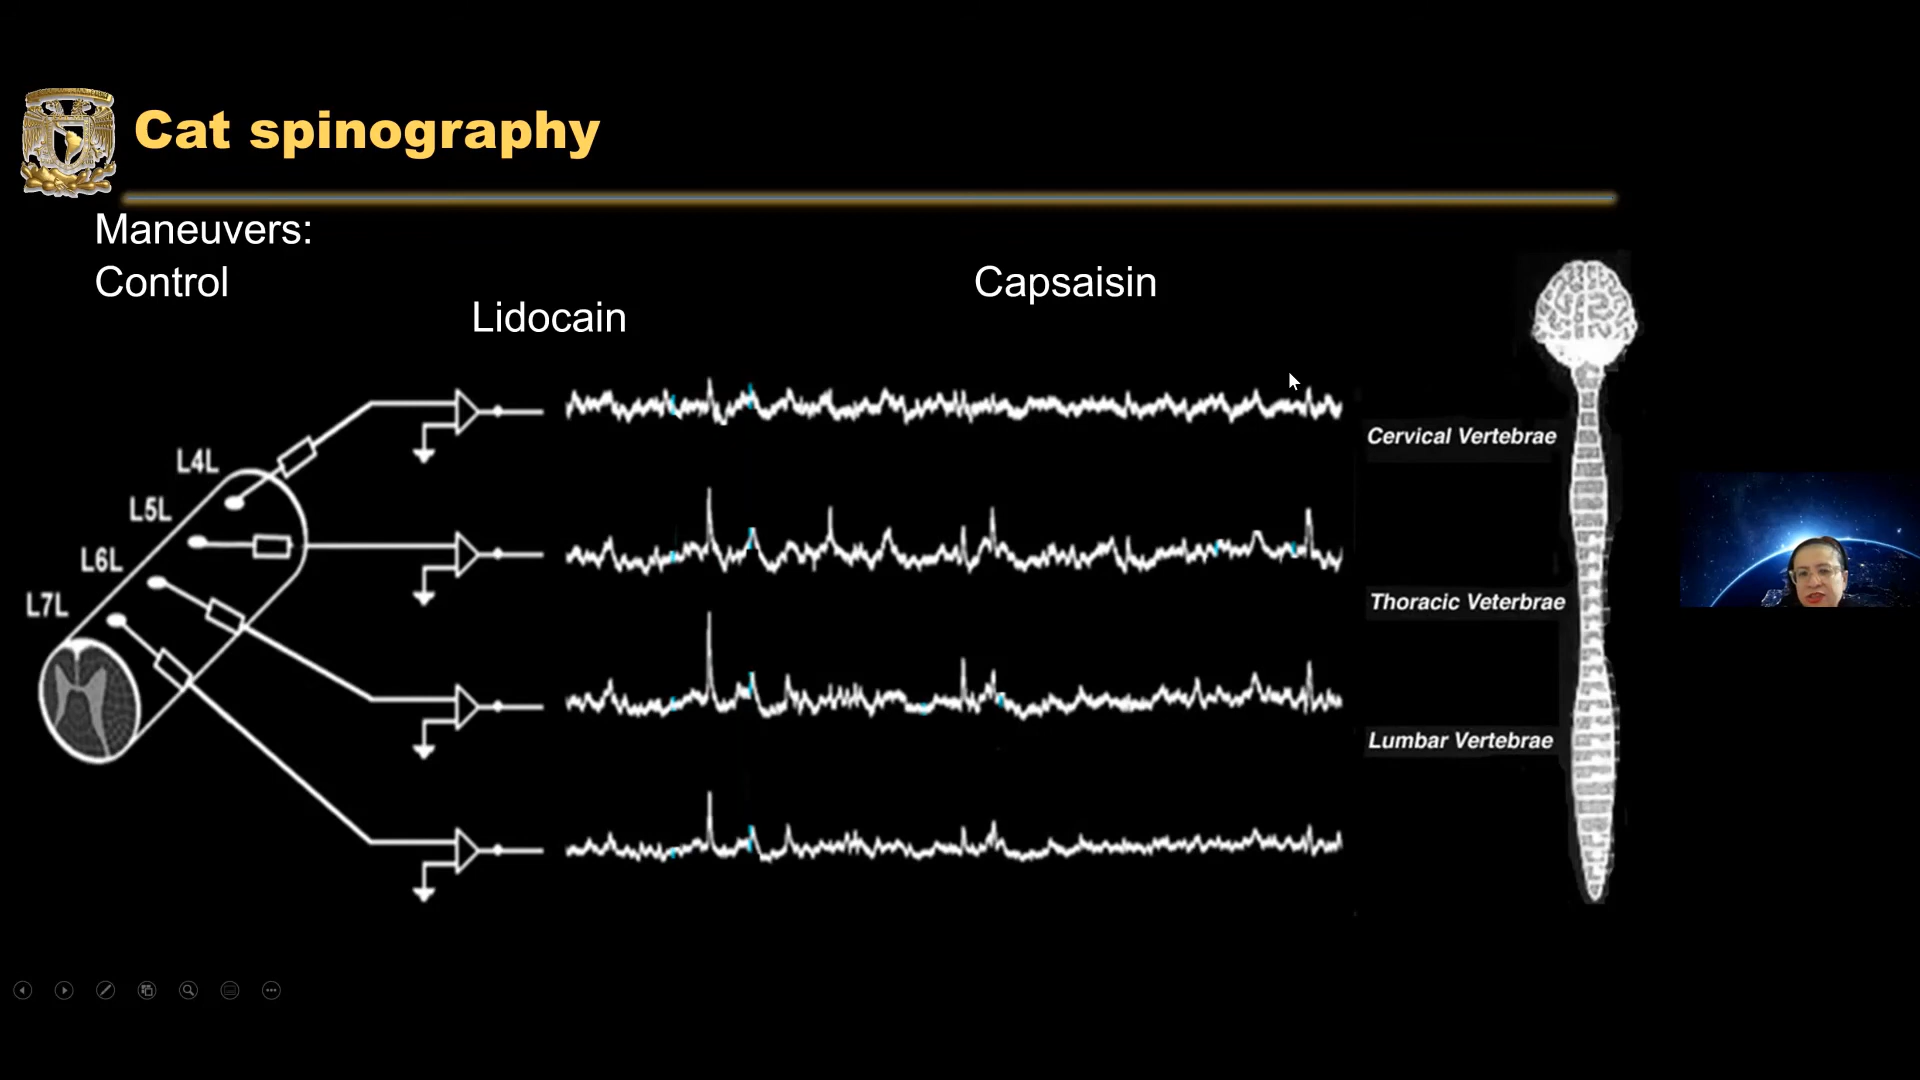 Cat spinography
Maneuvers:
Control
Capsaisin
Lidocain
L4L
L5L
L6L
L7L
Cervical Vertebrae
Thoracic Veterbrae
Lumbar Vertebrae